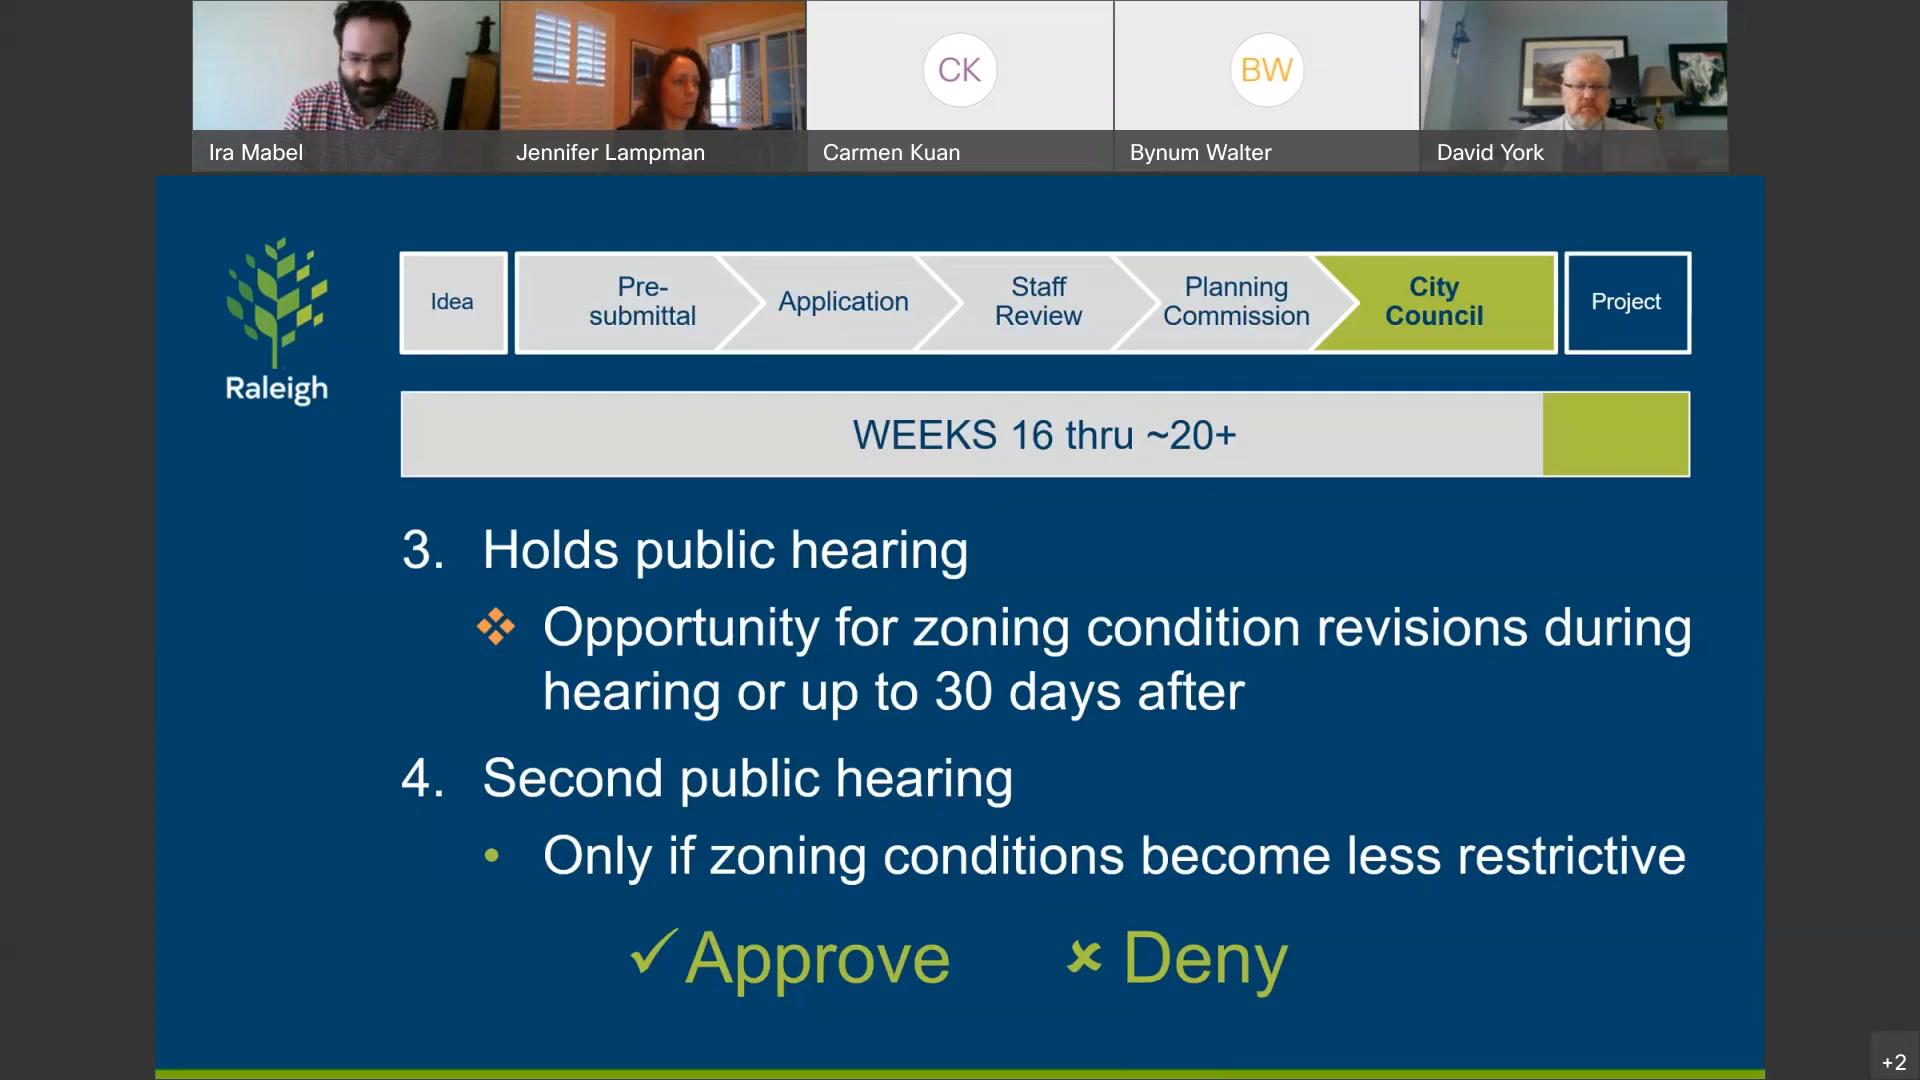 CK
BW
Ira Mabel
Jennifer Lampman
Carmen Kuan
Bynum Walter
David York
Raleigh
Idea
Pre-
submittal
Application
Staff
Review
Planning
Commission
City
Council
Project
WEEKS 16 thru ~20+
3. Holds public hearing
❖ Opportunity for zoning condition revisions during
hearing or up to 30 days after
4. Second public hearing
• Only if zoning conditions become less restrictive
✓ Approve ✘ Deny
+2